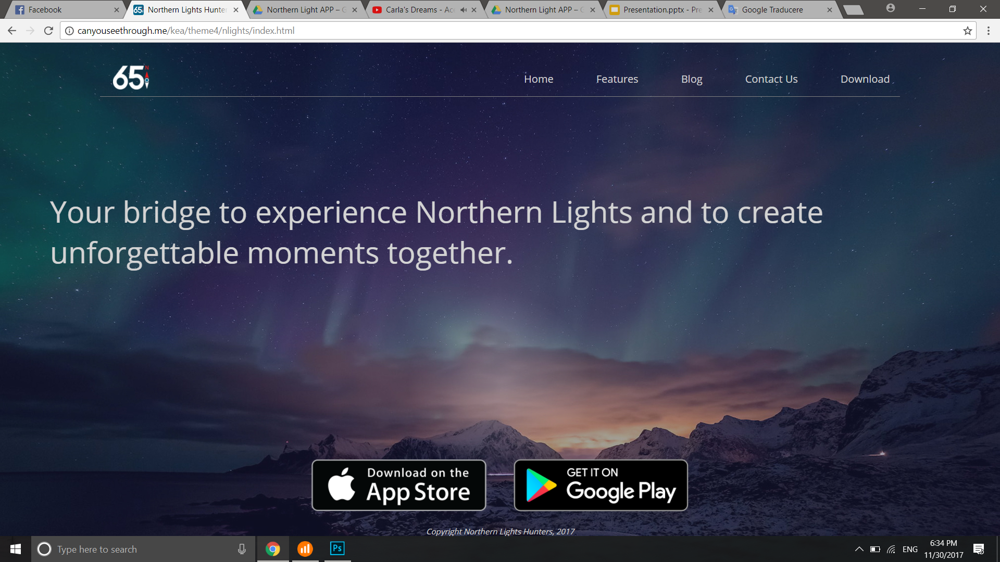 Facebook
Northern Lights Hunte
Northern Light APP – G
Carla's Dreams - Ac
Northern Light APP – G
Presentation.pptx - Pre
Google Traducere
canyouseethrough.me/kea/theme4/nlights/index.html
65 N
Home
Features
Blog
Contact Us
Download
Your bridge to experience Northern Lights and to create
unforgettable moments together.
Download on the
App Store
GET IT ON
Google Play
Copyright Northern Lights Hunters, 2017
Type here to search
Ps
ENG
6:34 PM
11/30/2017